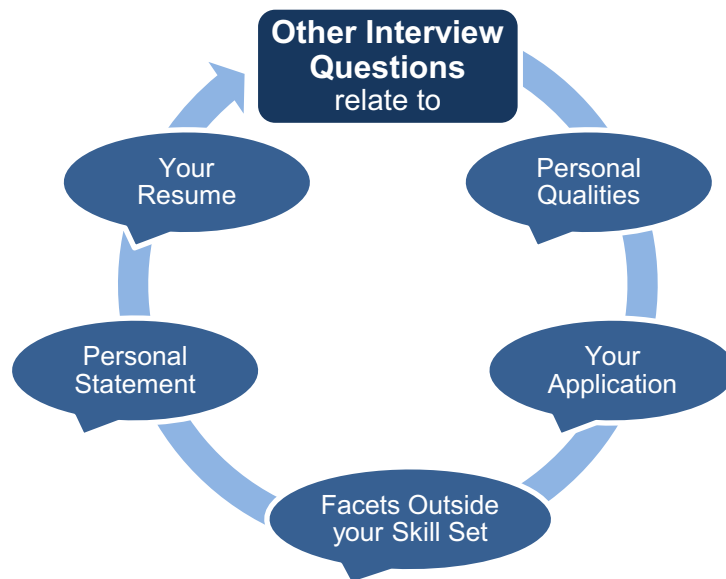 Other Interview
Questions
relate to
Personal
Qualities
Your
Application
Facets Outside
your Skill Set
Personal
Statement
Your
Resume